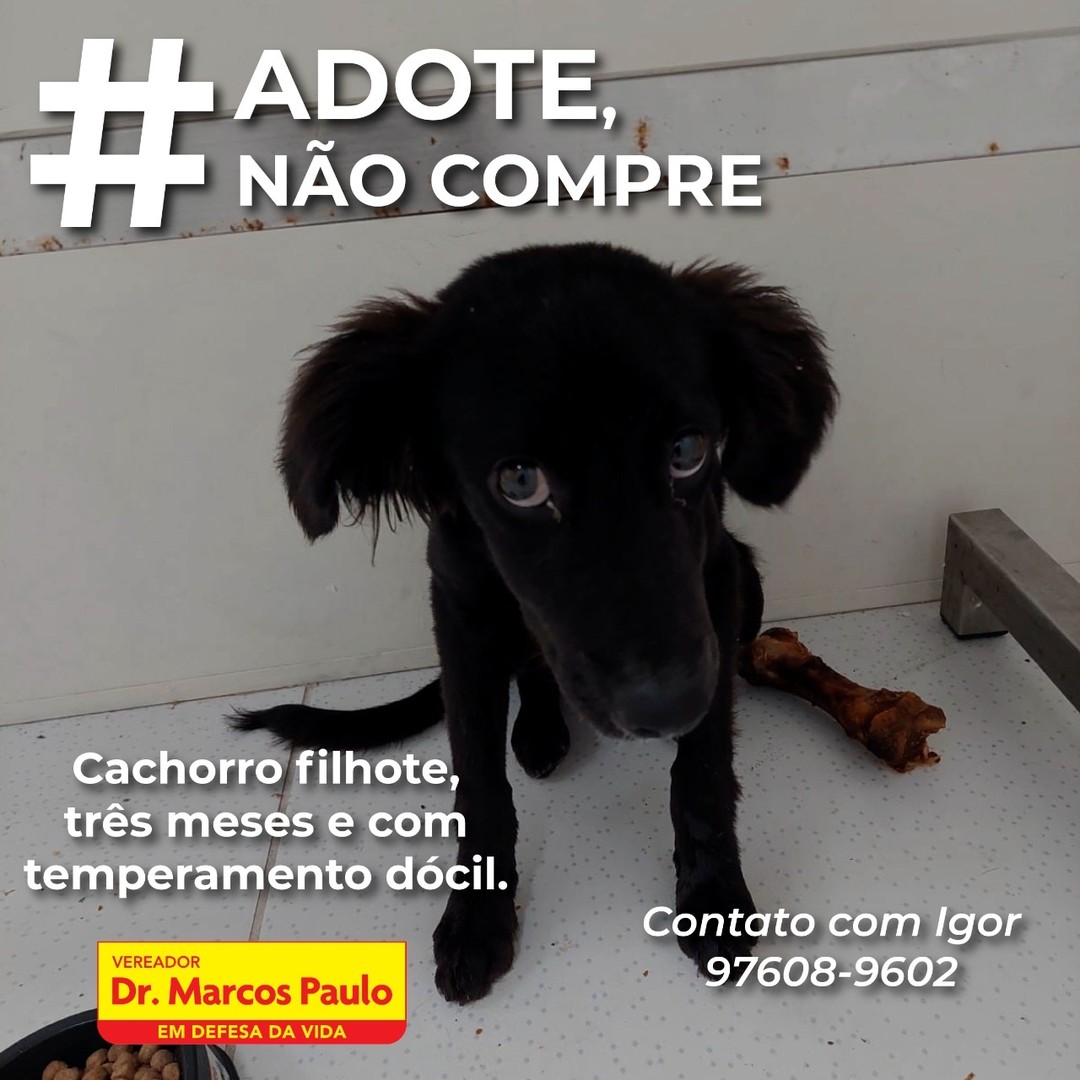 # ADOTE,
NÃO COMPRE
Cachorro filhote,
três meses e com
temperamento dócil.
Contato com Igor
97608-9602
VEREADOR
Dr. Marcos Paulo
EM DEFESA DA VIDA